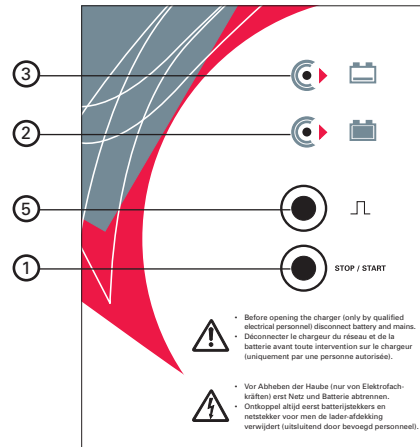 3
2
5
1
STOP / START
• Before opening the charger (only by qualified
electrical personnel) disconnect battery and mains.
• Déconnecter le chargeur du réseau et de la
batterie avant toute intervention sur le chargeur
(uniquement par une personne autorisée).
• Vor Abheben der Haube (nur von Elektrofach-
kräften) erst Netz und Batterie abtrennen.
• Ontkoppel altijd eerst batterijstekkers en
netstekker voor men de lader-afdekking
verwijdert (uitsluitend door bevoegd personeel).